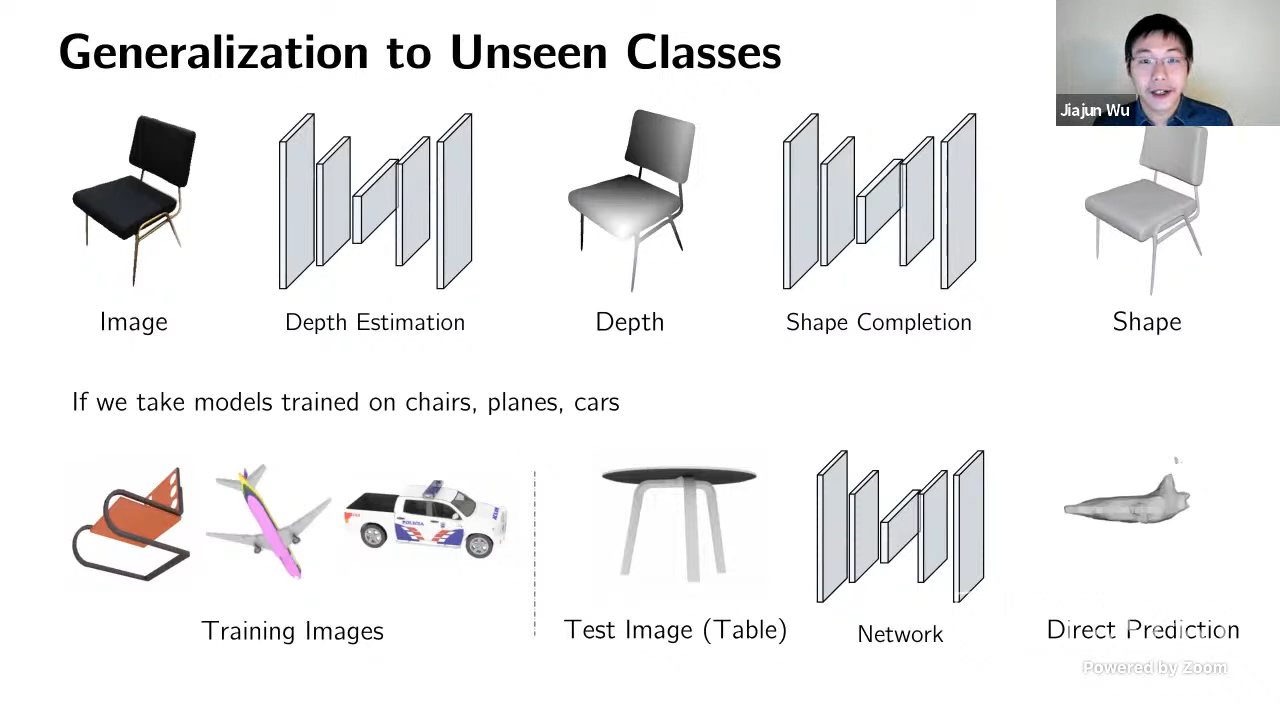 Generalization to Unseen Classes
Jiajun Wu
Image
Depth Estimation
Depth
Shape Completion
Shape
If we take models trained on chairs, planes, cars
POLICIA
Training Images
Test Image (Table)
Network
Direct Prediction
Powered by Zoom